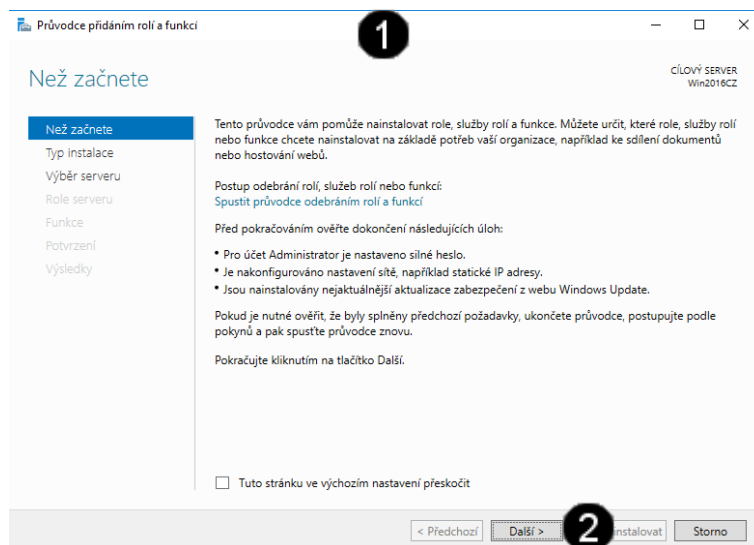 Průvodce přidáním rolí a funkcí
1
Než začnete
CÍLOVÝ SERVER
Win2016CZ
Než začnete
Typ instalace
Výběr serveru
Role serveru
Funkce
Potvrzení
Výsledky
Tento průvodce vám pomůže nainstalovat role, služby rolí a funkce. Můžete určit, které role, služby rolí
nebo funkce chcete nainstalovat na základě potřeb vaší organizace, například ke sdílení dokumentů
nebo hostování webů.
Postup odebrání rolí, služeb rolí nebo funkcí:
Spustit průvodce odebráním rolí a funkcí
Před pokračováním ověřte dokončení následujících úloh:
• Pro účet Administrator je nastaveno silné heslo.
• Je nakonfigurováno nastavení sítě, například statické IP adresy.
• Jsou nainstalovány nejaktuálnější aktualizace zabezpečení z webu Windows Update.
Pokud je nutné ověřit, že byly splněny předchozí požadavky, ukončete průvodce, postupujte podle
pokynů a pak spusťte průvodce znovu.
Pokračujte kliknutím na tlačítko Další.
Tuto stránku ve výchozím nastavení přeskočit
< Předchozí
Další >
2
nstalovat
Storno